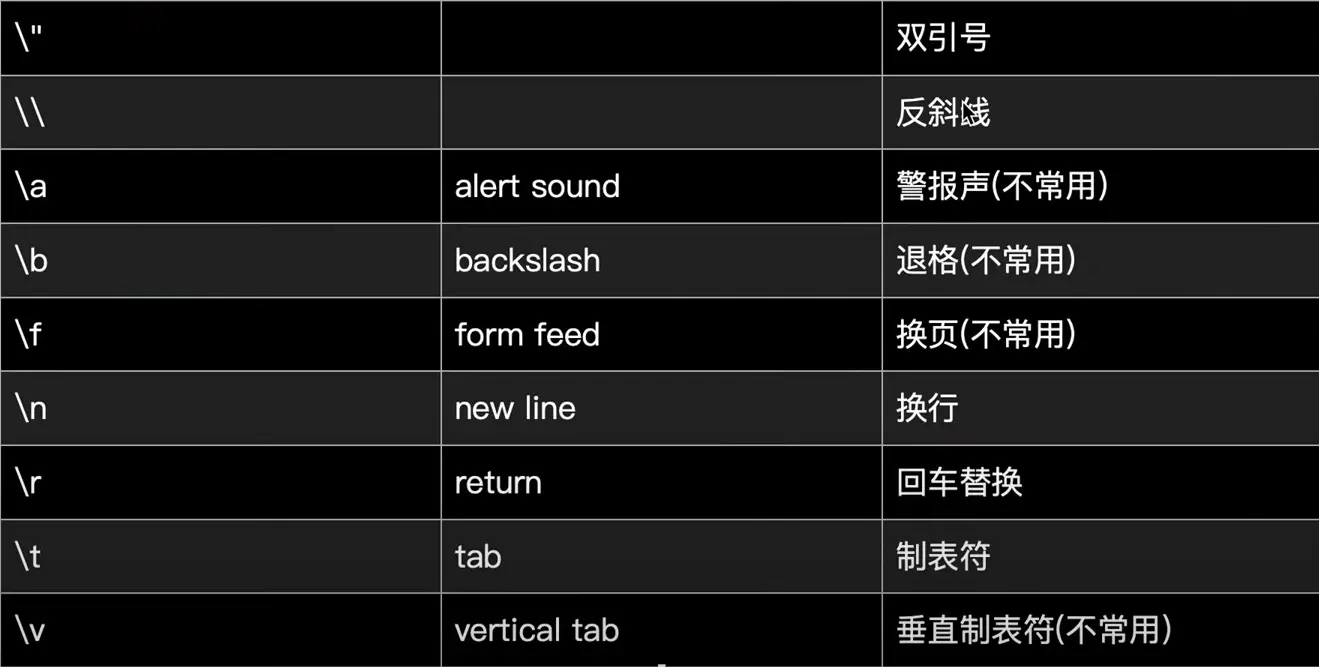 \" 双引号
\\ 反斜线
\a alert sound 警报声(不常用)
\b backslash 退格(不常用)
\f form feed 换页(不常用)
\n new line 换行
\r return 回车替换
\t tab 制表符
\v vertical tab 垂直制表符(不常用)